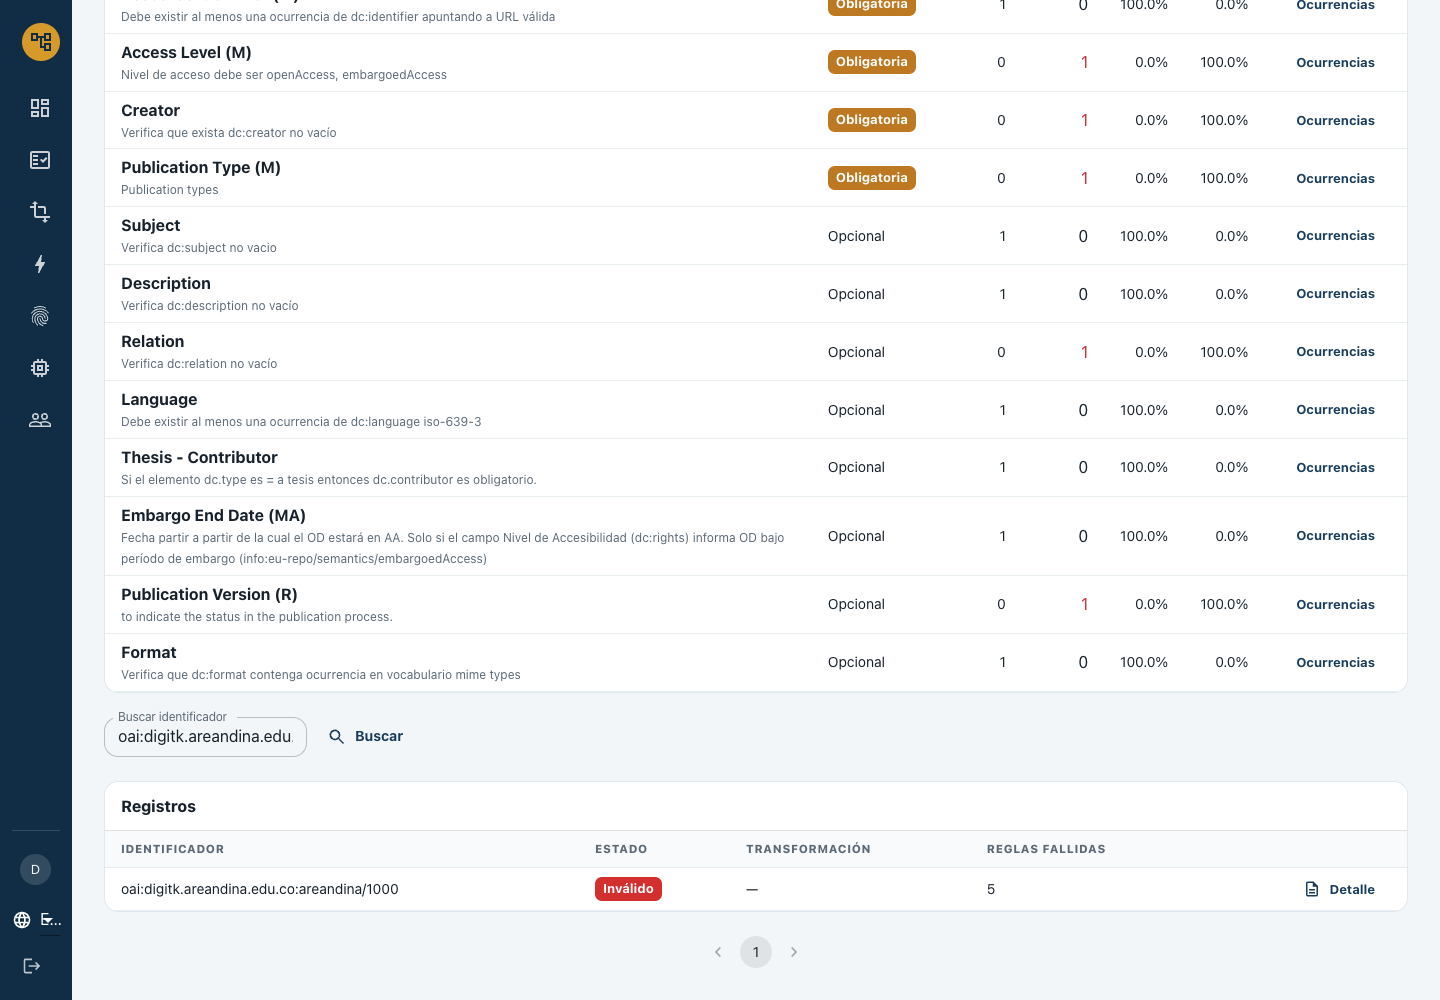 Debe existir al menos una ocurrencia de dc:identifier apuntando a URL válida
Obligatoria 1 0 100.0% 0.0% Ocurrencias
Access Level (M)
Nivel de acceso debe ser openAccess, embargoedAccess
Obligatoria 0 1 0.0% 100.0% Ocurrencias
Creator
Verifica que exista dc:creator no vacío
Obligatoria 0 1 0.0% 100.0% Ocurrencias
Publication Type (M)
Publication types
Obligatoria 0 1 0.0% 100.0% Ocurrencias
Subject
Verifica dc:subject no vacio
Opcional 1 0 100.0% 0.0% Ocurrencias
Description
Verifica dc:description no vacío
Opcional 1 0 100.0% 0.0% Ocurrencias
Relation
Verifica dc:relation no vacío
Opcional 0 1 0.0% 100.0% Ocurrencias
Language
Debe existir al menos una ocurrencia de dc:language iso-639-3
Opcional 1 0 100.0% 0.0% Ocurrencias
Thesis - Contributor
Si el elemento dc.type es = a tesis entonces dc.contributor es obligatorio.
Opcional 1 0 100.0% 0.0% Ocurrencias
Embargo End Date (MA)
Fecha partir a partir de la cual el OD estará en AA. Solo si el campo Nivel de Accesibilidad (dc:rights) informa OD bajo
período de embargo (info:eu-repo/semantics/embargoedAccess)
Opcional 1 0 100.0% 0.0% Ocurrencias
Publication Version (R)
to indicate the status in the publication process.
Opcional 0 1 0.0% 100.0% Ocurrencias
Format
Verifica que dc:format contenga ocurrencia en vocabulario mime types
Opcional 1 0 100.0% 0.0% Ocurrencias
Buscar identificador
oai:digitk.areandina.edu.
Buscar
Registros
IDENTIFICADOR ESTADO TRANSFORMACIÓN REGLAS FALLIDAS
oai:digitk.areandina.edu.co:areandina/1000 Inválido — 5 Detalle
1
D
E...